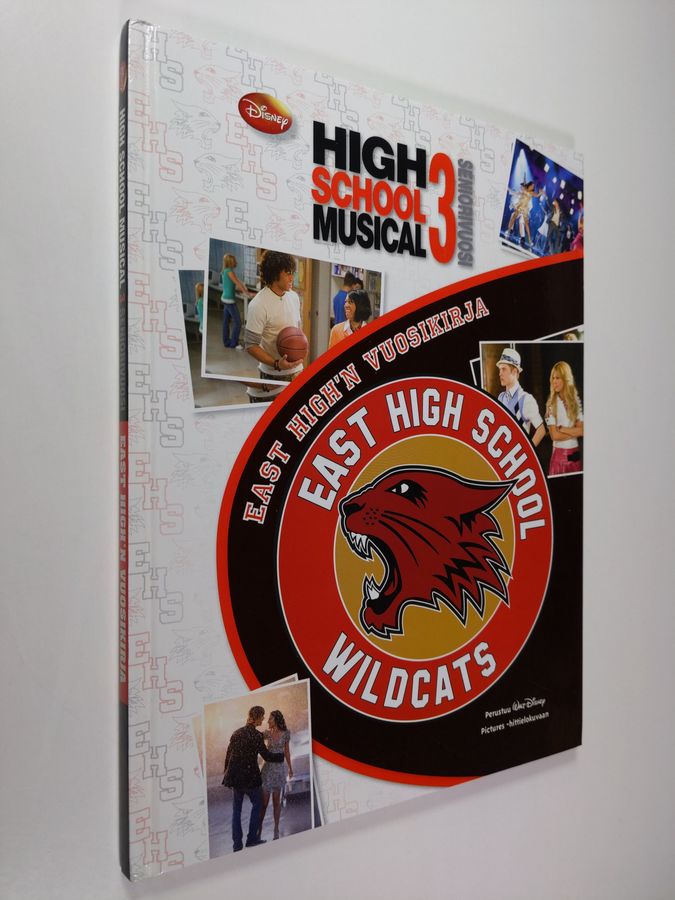 HIGH SCHOOL MUSICAL 3 SENIORIVUOSI EAST HIGH'N VUOSIKIRJA
Disney
HIGH
SCHOOL
MUSICAL
3
SENIORIVUOSI
EAST HIGH'N VUOSIKIRJA
EAST HIGH SCHOOL
WILDCATS
Perustuu Walt Disney
Pictures -hittielokuvaan
EHS